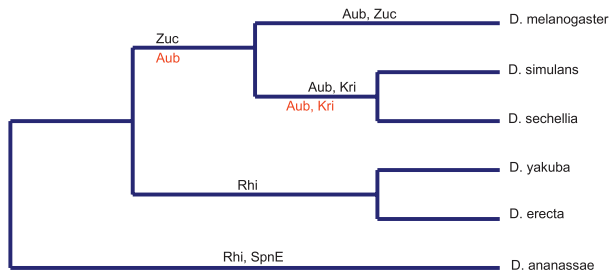 Aub, Zuc
D. melanogaster
Zuc
Aub
D. simulans
Aub, Kri
Aub, Kri
D. sechellia
D. yakuba
Rhi
D. erecta
Rhi, SpnE
D. ananassae